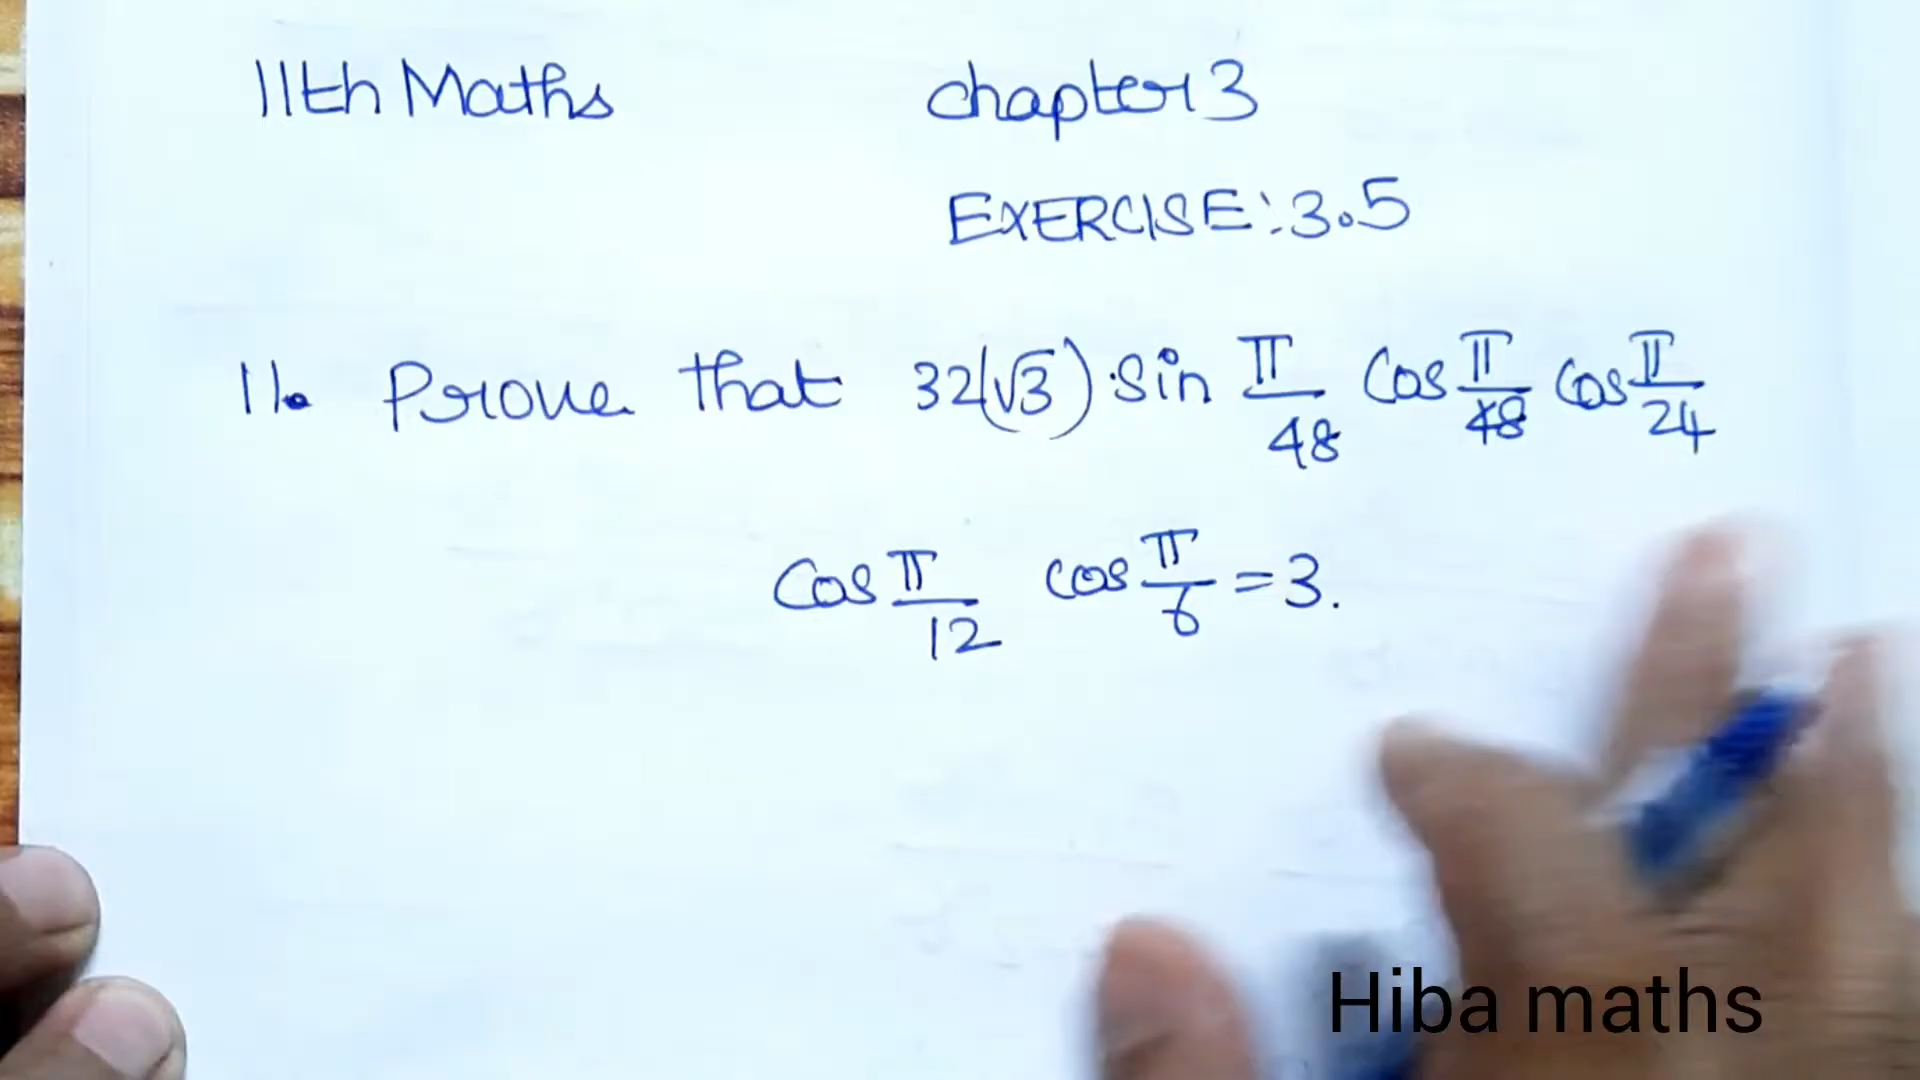 11th Maths chapter 3
EXERCISE: 3.5
11. Prove that 32(√3) sin π/48 cos π/48 cos π/24
cos π/12 cos π/6 = 3.
Hiba maths